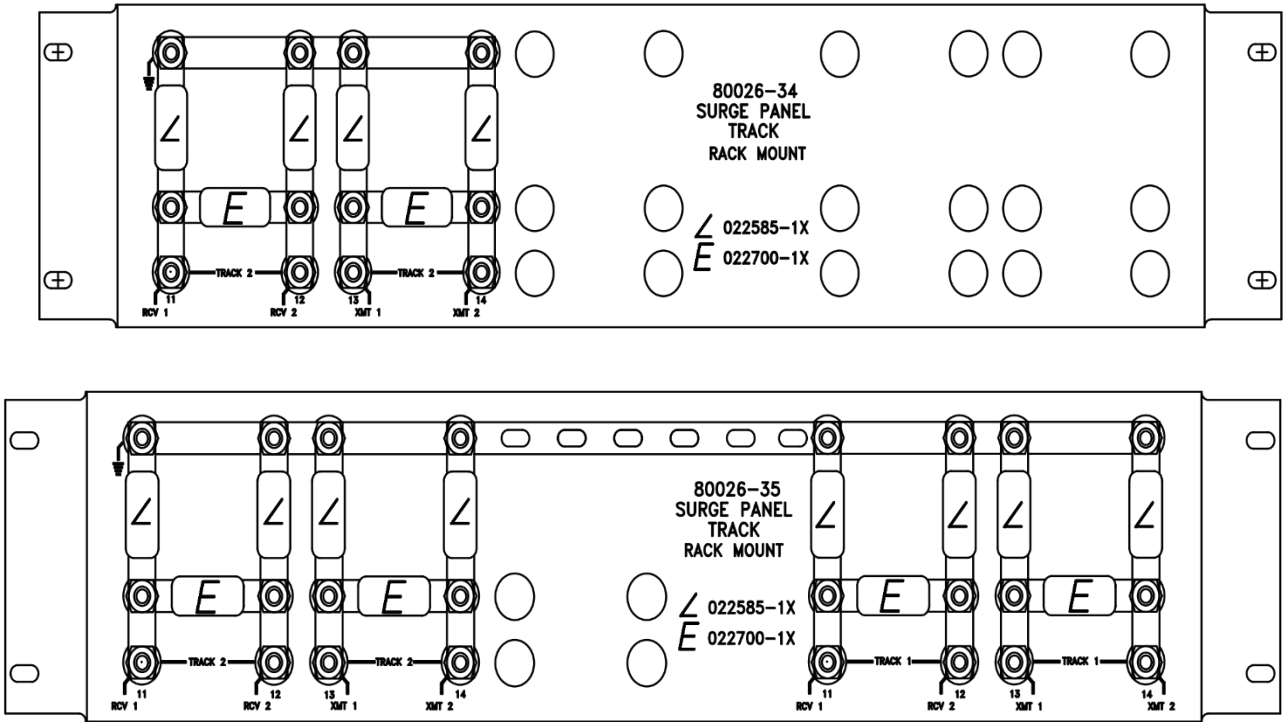 80026-34
SURGE PANEL
TRACK
RACK MOUNT
∠ ∠ ∠ ∠
E E
∠ 022585-1X
E 022700-1X
TRACK 2 TRACK 2
11 12 13 14
RCV 1 RCV 2 XMT 1 XMT 2
80026-35
SURGE PANEL
TRACK
RACK MOUNT
∠ ∠ ∠ ∠ ∠ ∠ ∠ ∠
E E E E
∠ 022585-1X
E 022700-1X
TRACK 2 TRACK 2 TRACK 1 TRACK 1
11 12 13 14 11 12 13 14
RCV 1 RCV 2 XMT 1 XMT 2 RCV 1 RCV 2 XMT 1 XMT 2